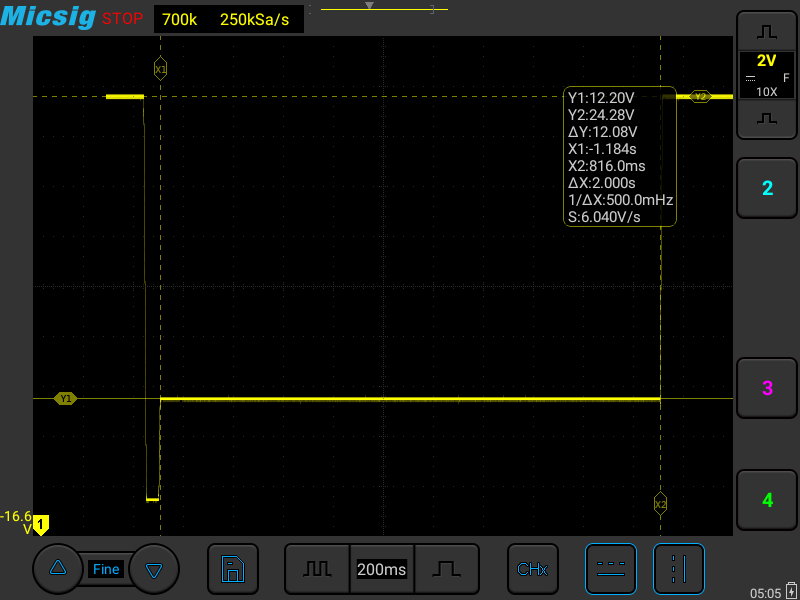 Micsig STOP 700k 250kSa/s
X1
2V
F
10X
Y2
Y1:12.20V
Y2:24.28V
ΔY:12.08V
X1:-1.184s
X2:816.0ms
ΔX:2.000s
1/ΔX:500.0mHz
S:6.040V/s
2
Y1
3
X2
4
-16.6
V
1
Fine
200ms
CHx
05:05